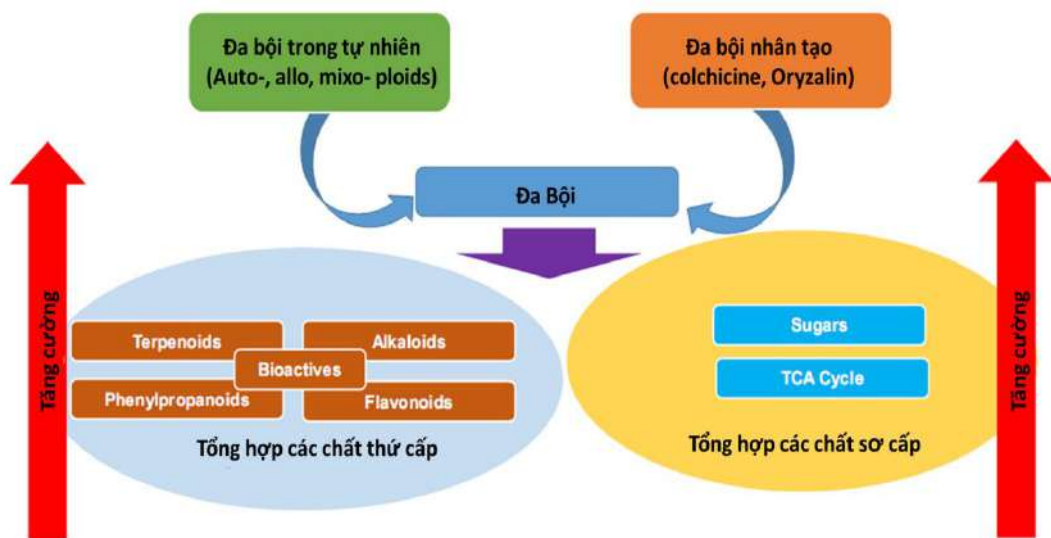 Đa bội trong tự nhiên
(Auto-, allo, mixo- ploids)
Đa bội nhân tạo
(colchicine, Oryzalin)
Đa Bội
Tăng cường
Terpenoids
Alkaloids
Bioactives
Phenylpropanoids
Flavonoids
Tổng hợp các chất thứ cấp
Sugars
TCA Cycle
Tổng hợp các chất sơ cấp
Tăng cường